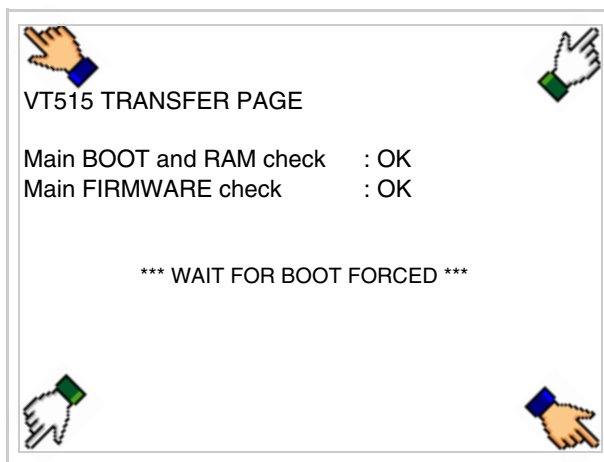 VT515 TRANSFER PAGE
Main BOOT and RAM check : OK
Main FIRMWARE check : OK
*** WAIT FOR BOOT FORCED ***